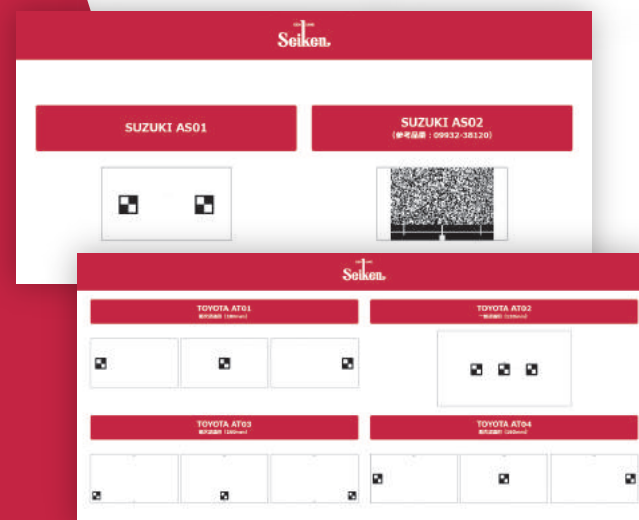 Seiken
SUZUKI AS01
SUZUKI AS02
(参考品番：09932-38120)
Seiken
TOYOTA AT01
TOYOTA AT02
TOYOTA AT03
TOYOTA AT04